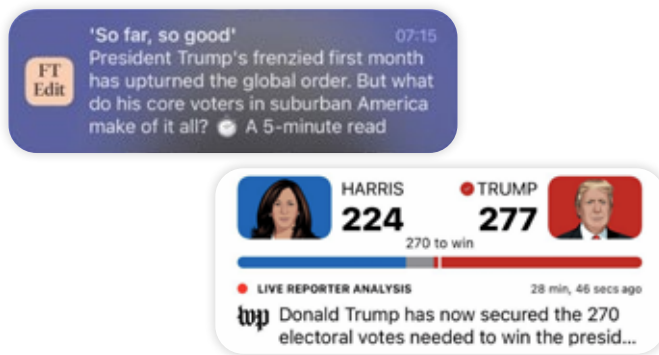 'So far, so good' 07:15
President Trump's frenzied first month
has upturned the global order. But what
do his core voters in suburban America
make of it all? ⏱️ A 5-minute read
FT
Edit
HARRIS TRUMP
224 277
270 to win
LIVE REPORTER ANALYSIS 28 min, 46 secs ago
wp Donald Trump has now secured the 270
electoral votes needed to win the presid...